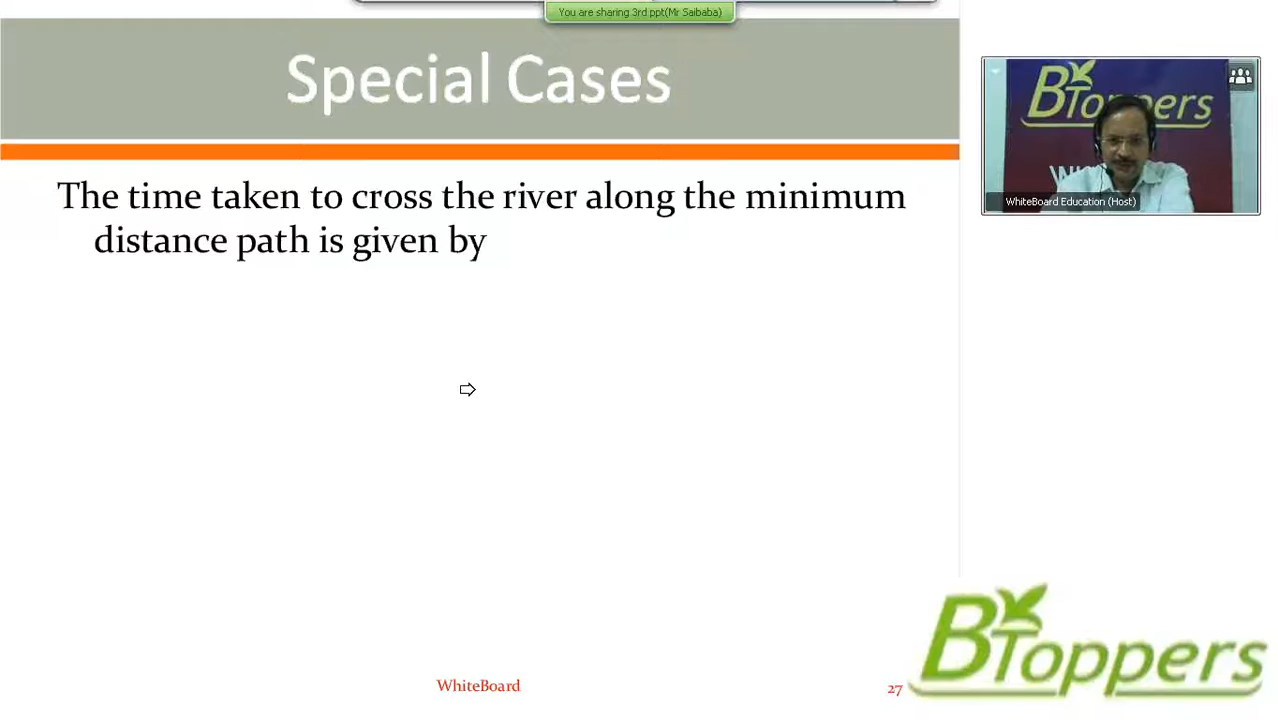 You are sharing 3rd ppt(Mr Saibaba)
Special Cases
The time taken to cross the river along the minimum
distance path is given by
BToppers
WhiteBoard Education (Host)
WhiteBoard
27
BToppers